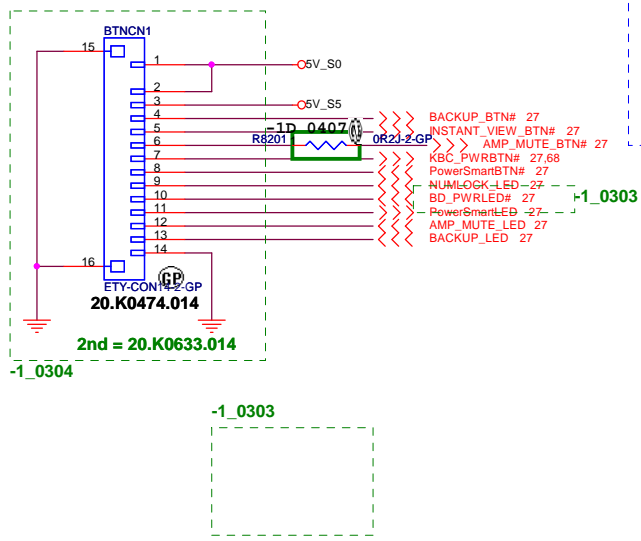 BTNCN1
15
1
5V_S0
2
3
5V_S5
4
BACKUP_BTN# 27
-1D 0407
5
INSTANT_VIEW_BTN# 27
R8201
0R2J-2-GP
6
AMP_MUTE_BTN# 27
7
KBC_PWRBTN# 27,68
8
PowerSmartBTN# 27
9
NUMLOCK_LED 27
-1_0303
10
BD_PWRLED# 27
11
PowerSmartLED 27
12
AMP_MUTE_LED 27
13
BACKUP_LED 27
14
16
GP
ETY-CON14-2-GP
20.K0474.014
2nd = 20.K0633.014
-1_0304
-1_0303